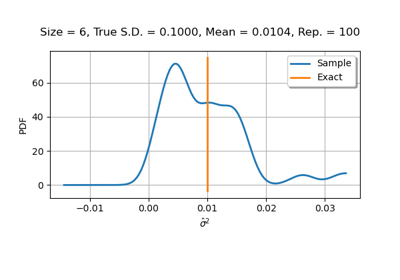 Size = 6, True S.D. = 0.1000, Mean = 0.0104, Rep. = 100
Sample
Exact
PDF
60
40
20
0
−0.01 0.00 0.01 0.02 0.03
σ̂²